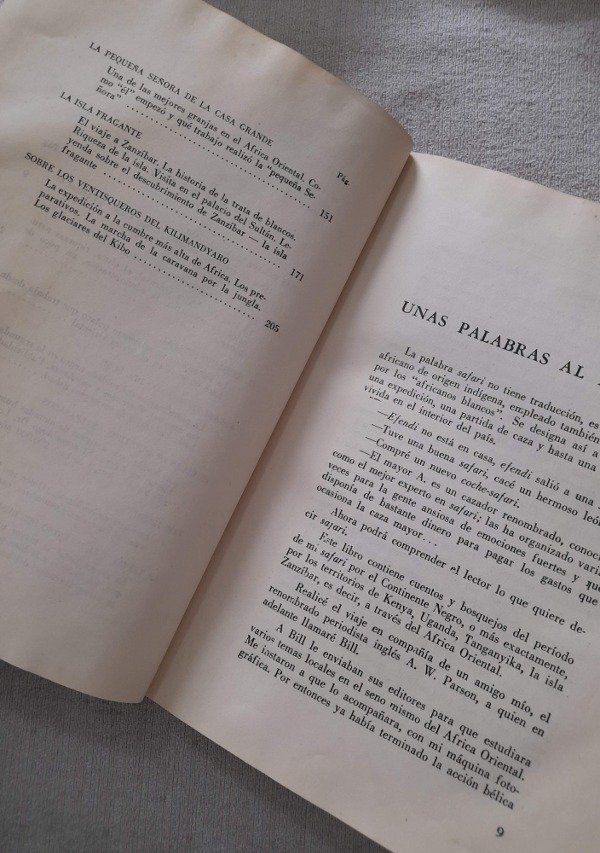 Pág.
LA PEQUEÑA SEÑORA DE LA CASA GRANDE
Una de las mejores granjas en el Africa Oriental. Co-
mo "él" empezó y qué trabajo realizó la "pequeña Se-
ñora" 151
LA ISLA FRAGANTE
El viaje a Zanzíbar. La historia de la trata de blancos.
Riqueza de la isla. Visita en el palacio del Sultán. Le-
yenda sobre el descubrimiento de Zanzíbar — la isla
fragante 171
SOBRE LOS VENTISQUEROS DEL KILIMANDYARO
La expedición a la cumbre más alta de Africa. Los pre-
parativos. La marcha de la caravana por la jungla.
Los glaciares del Kibo 205
UNAS PALABRAS AL
La palabra safari no tiene traducción, es
africano de origen indígena, empleado también
por los "africanos blancos". Se designa así a
una expedición, una partida de caza y hasta una
vivida en el interior del país.
—Efendi no está en casa, efendi salió a una
—Tuve una buena safari, cacé un hermoso león
—Compré un nuevo coche-safari.
—El mayor A. es un cazador renombrado, conoci
como el mejor experto en safari; las ha organizado varia
veces para la gente ansiosa de emociones fuertes y que
disponía de bastante dinero para pagar los gastos que
ocasiona la caza mayor...
Ahora podrá comprender el lector lo que quiere de-
cir safari.
Este libro contiene cuentos y bosquejos del período
de mi safari por el Continente Negro, o más exactamente,
por los territorios de Kenya, Uganda, Tanganyika, la isla
Zanzíbar, es decir, a través del Africa Oriental.
Realicé el viaje en compañía de un amigo mío, el
renombrado periodista inglés A. W. Parson, a quien en
adelante llamaré Bill.
A Bill le enviaban sus editores para que estudiara
varios temas locales en el seno mismo del Africa Oriental.
Me instaron a que lo acompañara, con mi máquina foto-
gráfica. Por entonces ya había terminado la acción bélica
9